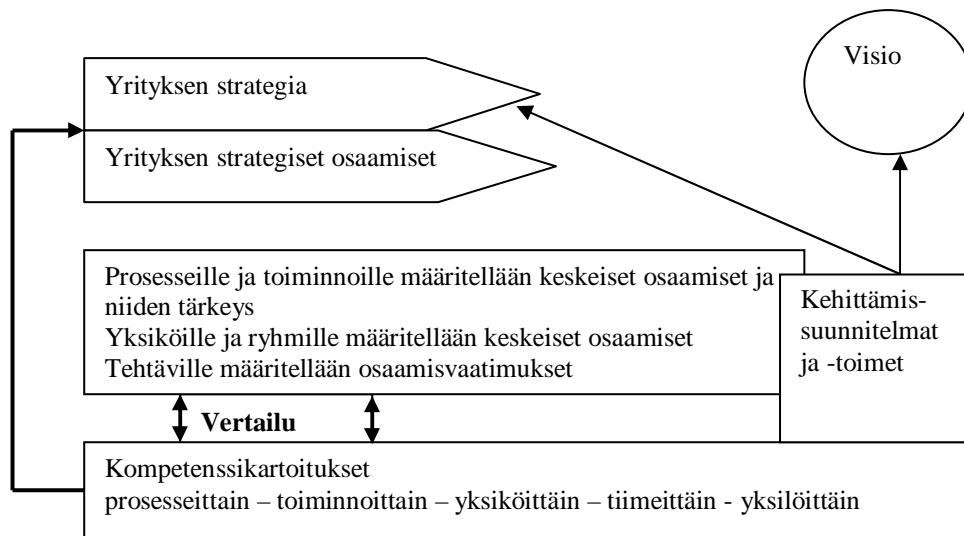 Visio
Yrityksen strategia
Yrityksen strategiset osaamiset
Prosesseille ja toiminnoille määritellään keskeiset osaamiset ja
niiden tärkeys
Yksiköille ja ryhmille määritellään keskeiset osaamiset
Tehtäville määritellään osaamisvaatimukset
Kehittämis-
suunnitelmat
ja -toimet
Vertailu
Kompetenssikartoitukset
prosesseittain – toiminnoittain – yksiköittäin – tiimeittäin - yksilöittäin